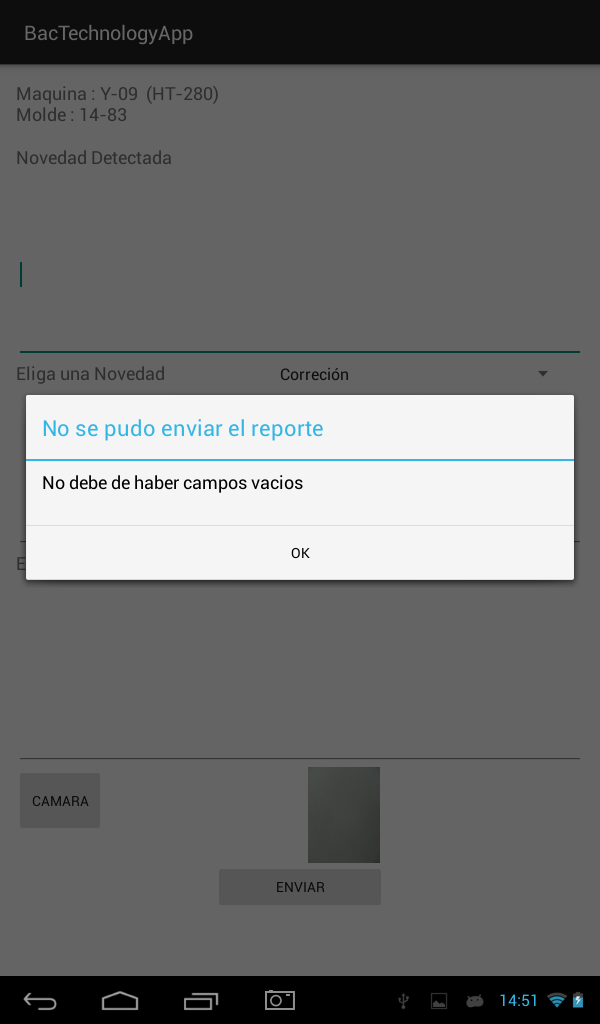 BacTechnologyApp
Maquina : Y-09 (HT-280)
Molde : 14-83
Novedad Detectada
Eliga una Novedad Correción
No se pudo enviar el reporte
No debe de haber campos vacios
OK
E
CAMARA
ENVIAR
14:51